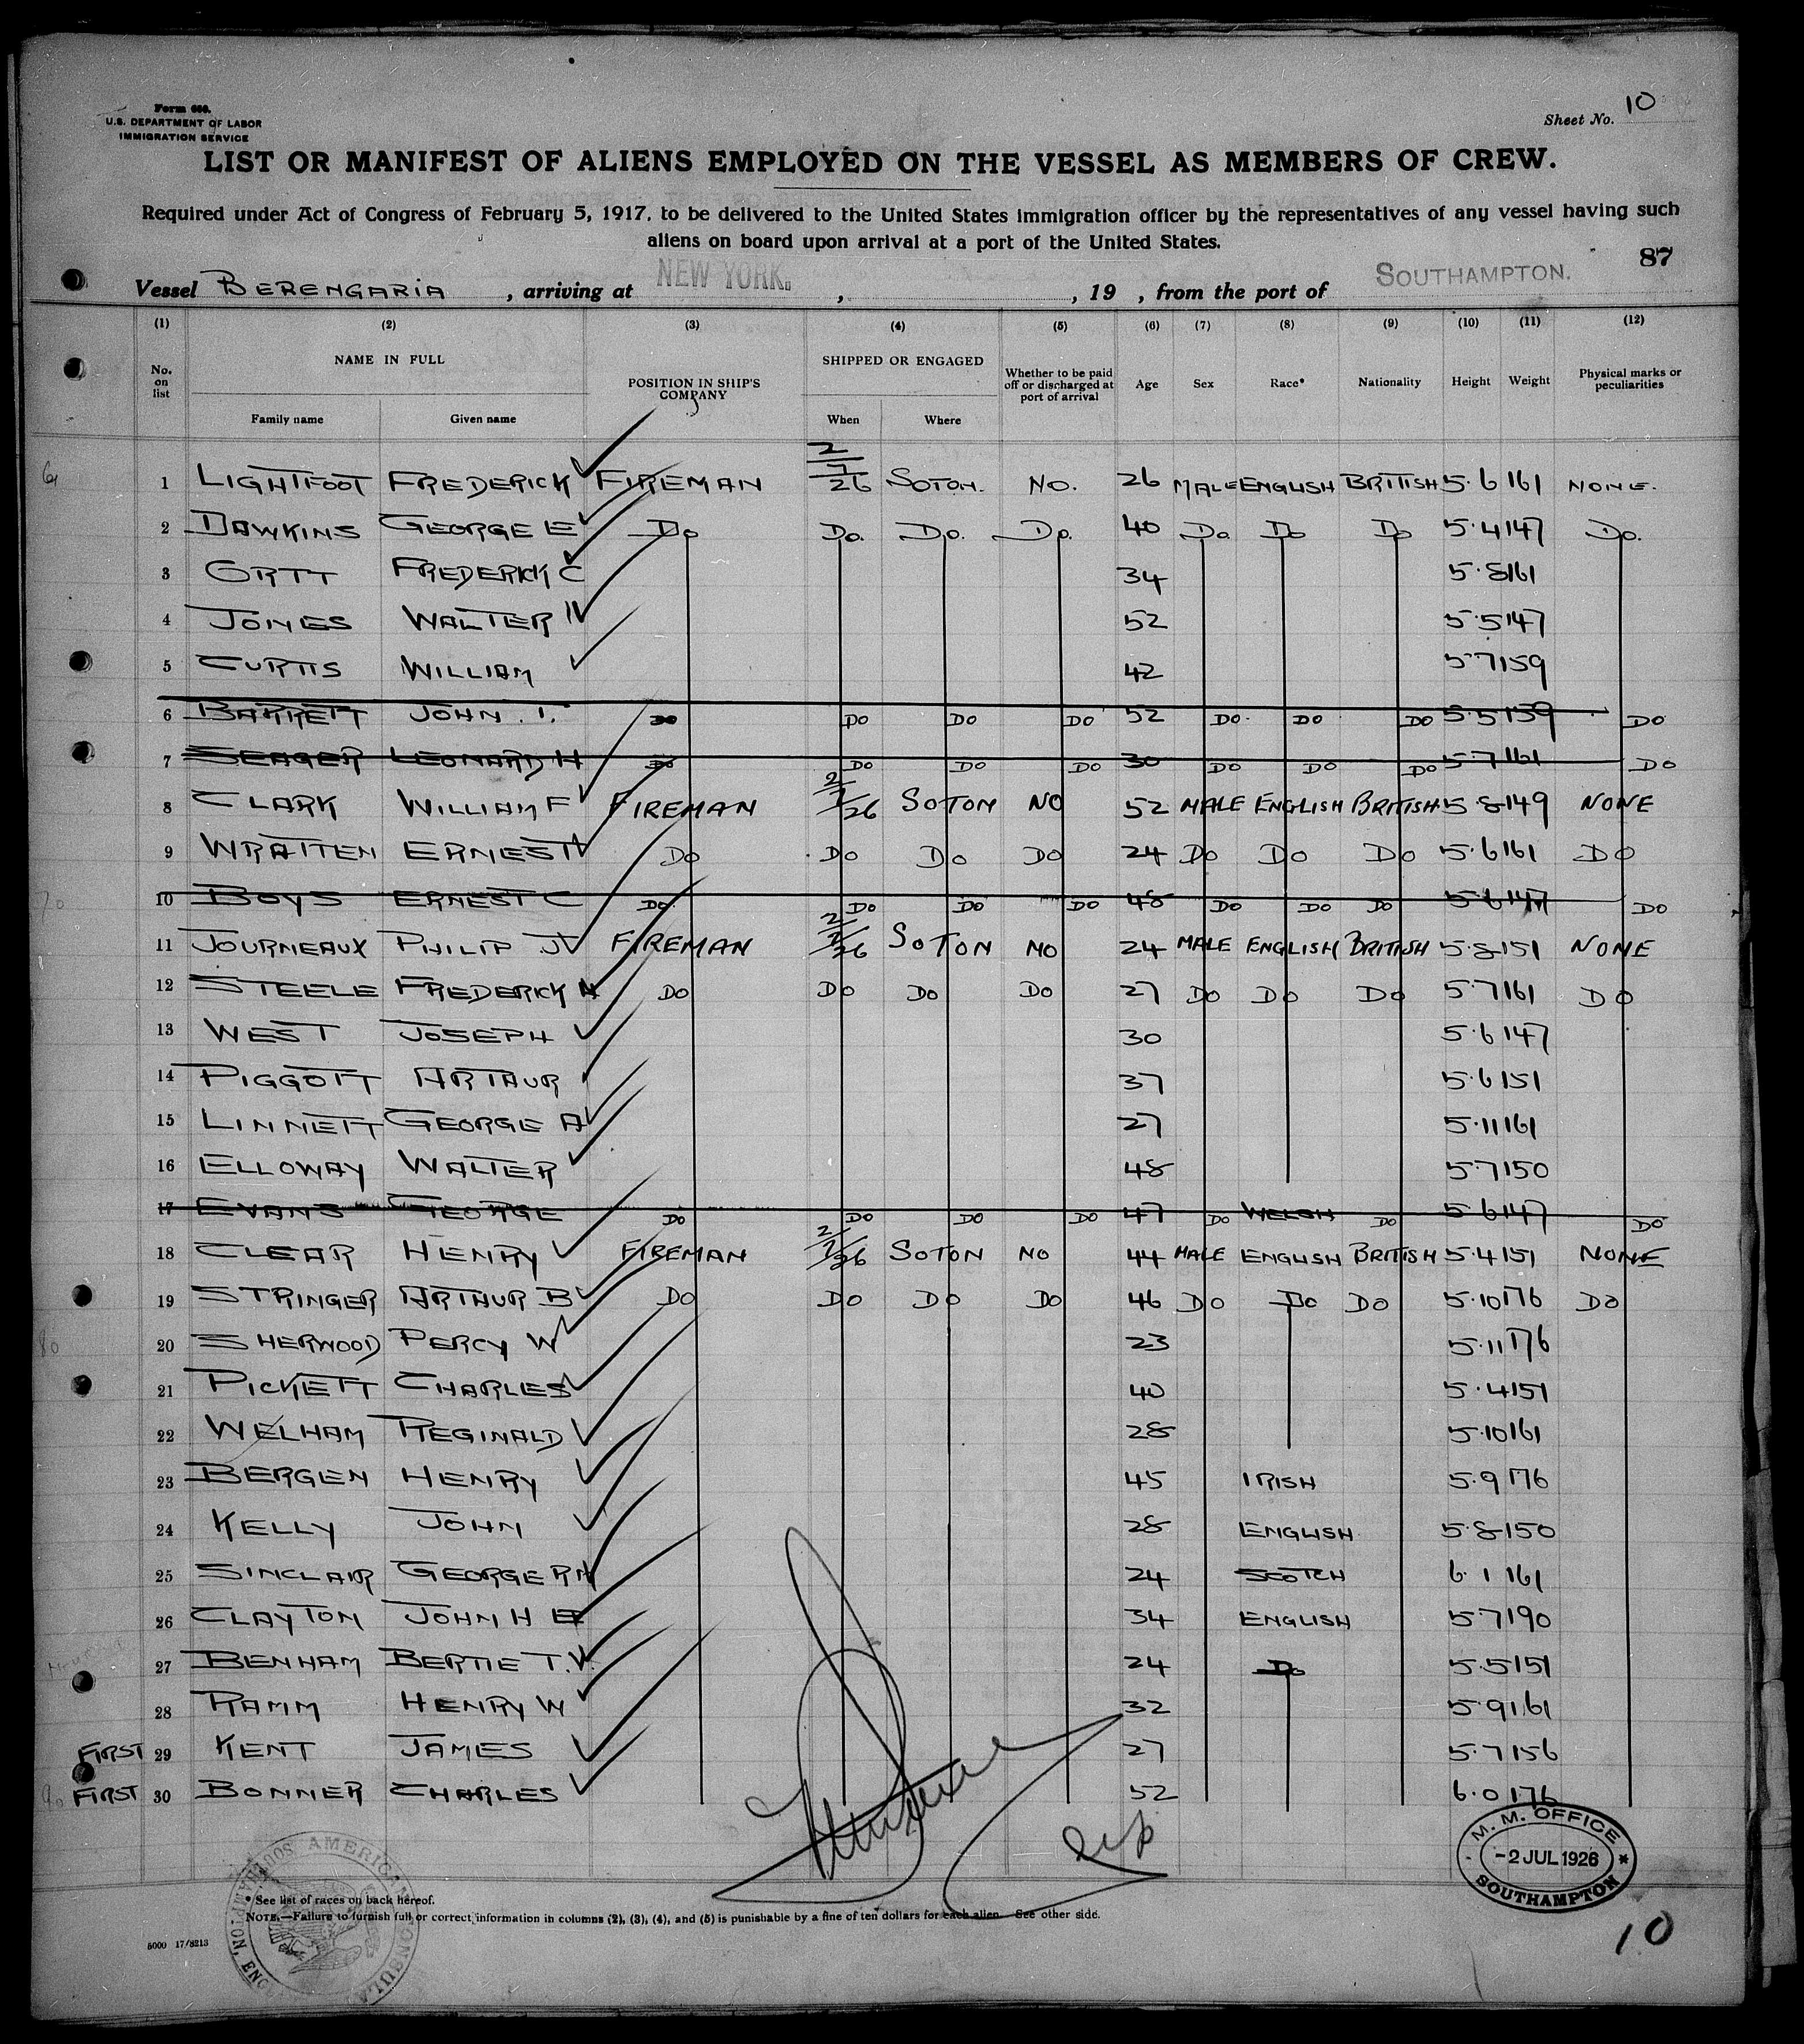 Form 680.
U.S. DEPARTMENT OF LABOR
IMMIGRATION SERVICE
Sheet No. 10
LIST OR MANIFEST OF ALIENS EMPLOYED ON THE VESSEL AS MEMBERS OF CREW.
Required under Act of Congress of February 5, 1917, to be delivered to the United States immigration officer by the representatives of any vessel having such
aliens on board upon arrival at a port of the United States.
87
Vessel BERENGARIA, arriving at NEW YORK. , , 19 , from the port of SOUTHAMPTON.
(1) (2) (3) (4) (5) (6) (7) (8) (9) (10) (11) (12)
No. on list NAME IN FULL Family name Given name POSITION IN SHIP'S COMPANY SHIPPED OR ENGAGED When Where Whether to be paid off or discharged at port of arrival Age Sex Race* Nationality Height Weight Physical marks or peculiarities
1 LIGHTFOOT FREDERICK FIREMAN 2/7/26 SOTON. NO. 26 MALE ENGLISH BRITISH 5.6 161 NONE.
2 DAWKINS GEORGE E Do Do. Do. Do. 40 Do. Do Do 5.4 147 Do.
3 ORTT FREDERICK C 34 5.8 161
4 JONES WALTER 52 5.5 147
5 CURTIS WILLIAM 42 5.7 159
6 BARRETT JOHN . T. DO DO DO DO 52 DO. DO DO 5.5 159 DO
7 SEAGER LEONARD H DO DO DO DO 30 DO DO DO 5.7 161 DO
8 CLARK WILLIAM F FIREMAN 2/7/26 SOTON NO 52 MALE ENGLISH BRITISH 5.8 149 NONE
9 WRATTEN ERNEST DO DO DO DO 24 DO DO DO 5.6 161 DO
10 BOYS ERNEST C DO. DO DO DO 48 DO DO DO 5.6 147 DO
11 JOURNEAUX PHILIP J FIREMAN 2/7/26 SOTON NO 24 MALE ENGLISH BRITISH 5.8 151 NONE
12 STEELE FREDERICK DO DO DO DO 27 DO DO DO 5.7 161 DO
13 WEST JOSEPH 30 5.6 147
14 PIGGOTT ARTHUR 37 5.6 151
15 LINNETT GEORGE A 27 5.11 161
16 ELLOWAY WALTER 48 5.7 150
17 EVANS GEORGE DO DO DO DO 47 DO WELSH DO 5.6 147 DO
18 CLEAR HENRY FIREMAN 2/7/26 SOTON NO 44 MALE ENGLISH BRITISH 5.4 151 NONE
19 STRINGER ARTHUR B DO DO DO DO 46 DO DO DO 5.10 176 DO
20 SHERWOOD PERCY W 23 5.11 176
21 PICKETT CHARLES 40 5.4 151
22 WELHAM REGINALD 28 5.10 161
23 BERGEN HENRY 45 IRISH 5.9 176
24 KELLY JOHN 28 ENGLISH 5.8 150
25 SINCLAIR GEORGE R 24 SCOTCH 6.1 161
26 CLAYTON JOHN H E 34 ENGLISH 5.7 190
27 BENHAM BERTIE T. 24 Do 5.5 151
28 RAMM HENRY W 32 5.9 161
FIRST 29 KENT JAMES 27 5.7 156
FIRST 30 BONNER CHARLES 52 6.0 176
M. M. OFFICE
-2 JUL 1926
SOUTHAMPTON
AMERICAN CONSULATE SOUTHAMPTON, ENG
* See list of races on back hereof.
NOTE.—Failure to furnish full or correct information in columns (2), (3), (4), and (5) is punishable by a fine of ten dollars for each alien. See other side.
5000 17/8213
10